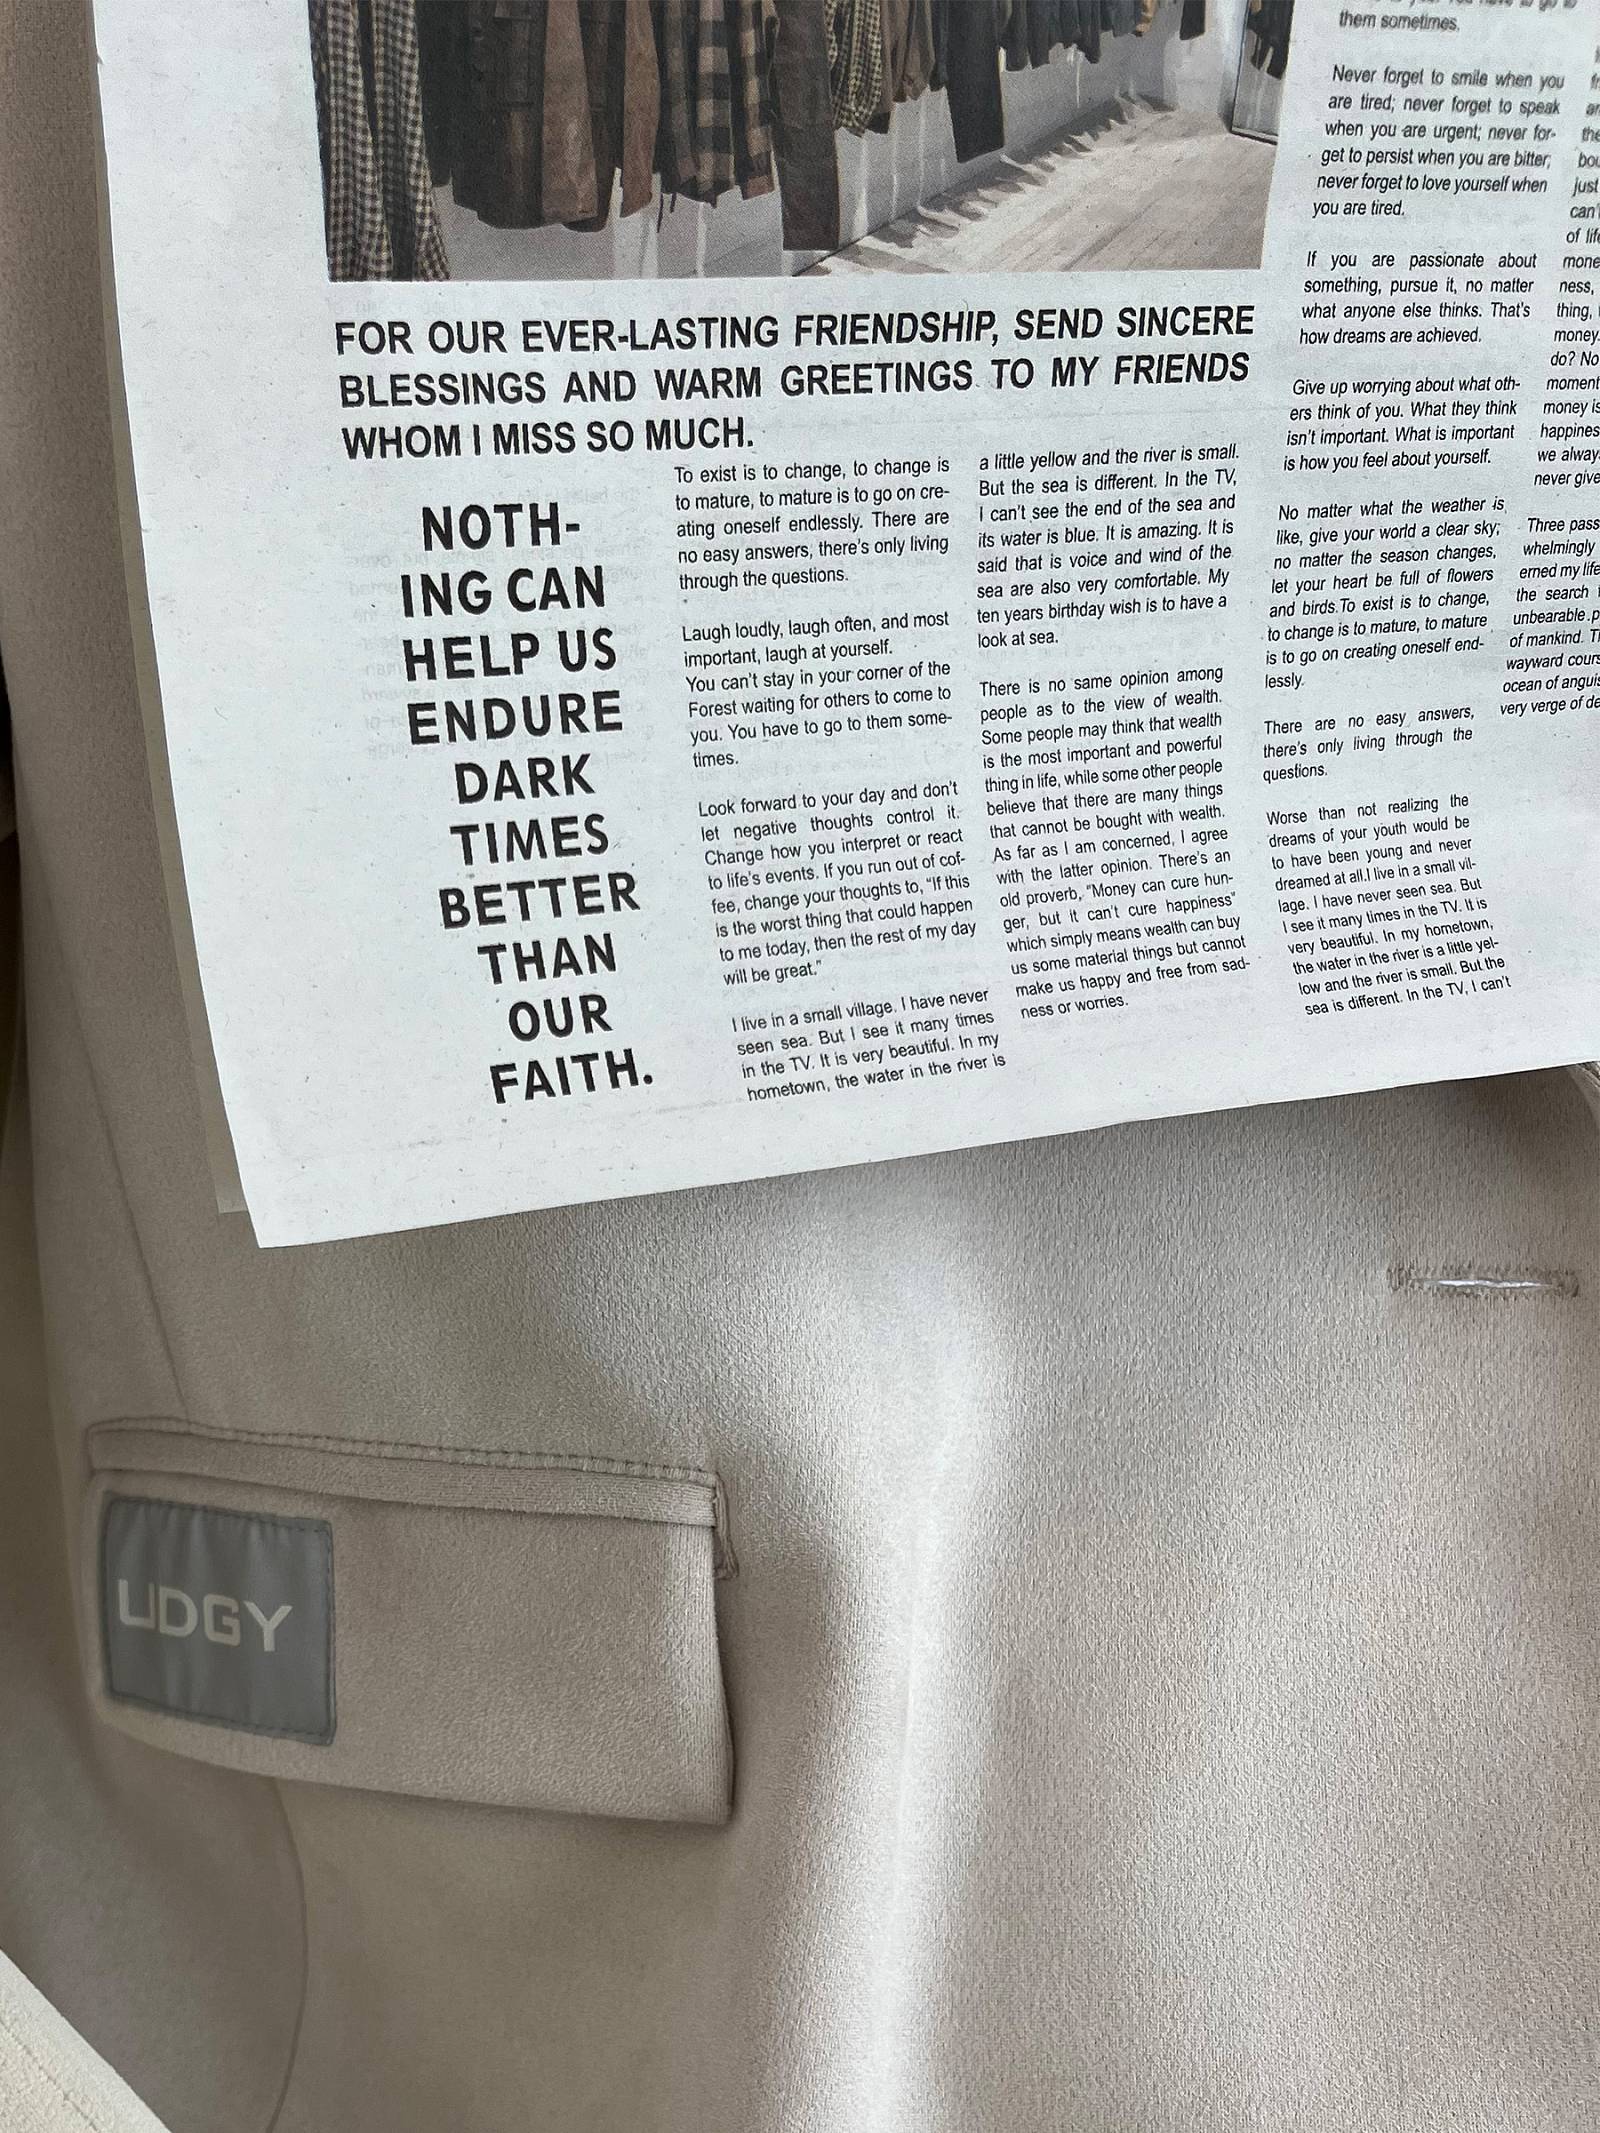 FOR OUR EVER-LASTING FRIENDSHIP, SEND SINCERE
BLESSINGS AND WARM GREETINGS TO MY FRIENDS
WHOM I MISS SO MUCH.
NOTH-
ING CAN
HELP US
ENDURE
DARK
TIMES
BETTER
THAN
OUR
FAITH.
To exist is to change, to change is
to mature, to mature is to go on cre-
ating oneself endlessly. There are
no easy answers, there's only living
through the questions.
Laugh loudly, laugh often, and most
important, laugh at yourself.
You can't stay in your corner of the
Forest waiting for others to come to
you. You have to go to them some-
times.
Look forward to your day and don't
let negative thoughts control it.
Change how you interpret or react
to life's events. If you run out of cof-
fee, change your thoughts to, "If this
is the worst thing that could happen
to me today, then the rest of my day
will be great."
I live in a small village. I have never
seen sea. But I see it many times
in the TV. It is very beautiful. In my
hometown, the water in the river is
a little yellow and the river is small.
But the sea is different. In the TV,
I can't see the end of the sea and
its water is blue. It is amazing. It is
said that is voice and wind of the
sea are also very comfortable. My
ten years birthday wish is to have a
look at sea.
There is no same opinion among
people as to the view of wealth.
Some people may think that wealth
is the most important and powerful
thing in life, while some other people
believe that there are many things
that cannot be bought with wealth.
As far as I am concerned, I agree
with the latter opinion. There's an
old proverb, "Money can cure hun-
ger, but it can't cure happiness"
which simply means wealth can buy
us some material things but cannot
make us happy and free from sad-
ness or worries.
them sometimes.
Never forget to smile when you
are tired; never forget to speak
when you are urgent; never for-
get to persist when you are bitter;
never forget to love yourself when
you are tired.
If you are passionate about
something, pursue it, no matter
what anyone else thinks. That's
how dreams are achieved.
Give up worrying about what oth-
ers think of you. What they think
isn't important. What is important
is how you feel about yourself.
No matter what the weather is
like, give your world a clear sky;
no matter the season changes,
let your heart be full of flowers
and birds.To exist is to change,
to change is to mature, to mature
is to go on creating oneself end-
lessly.
There are no easy answers,
there's only living through the
questions.
Worse than not realizing the
dreams of your youth would be
to have been young and never
dreamed at all.I live in a small vil-
lage. I have never seen sea. But
I see it many times in the TV. It is
very beautiful. In my hometown,
the water in the river is a little yel-
low and the river is small. But the
sea is different. In the TV, I can't
just
of
ness,
thing,
money.
do? No
money is
never give
Three
whelmingly
my life
the search
unbearable
of mankind.
wayward
ocean of
very verge of
UDGY